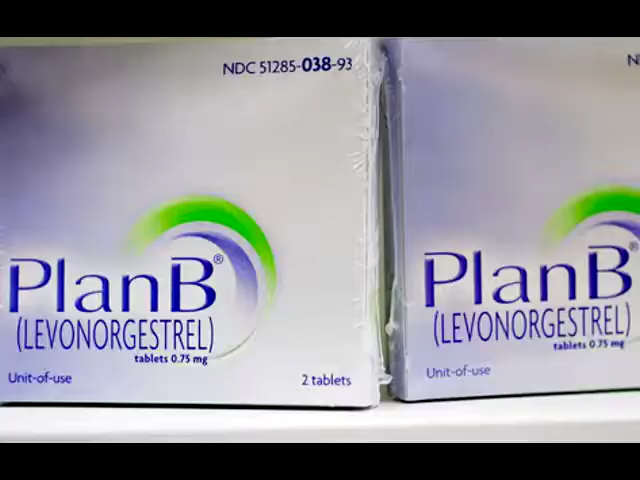 NDC 51285-038-93
PlanB®
(LEVONORGESTREL)
tablets 0.75 mg
Unit-of-use
2 tablets
N
PlanB®
(LEVONORGESTREL)
tablets 0.75 mg
Unit-of-use